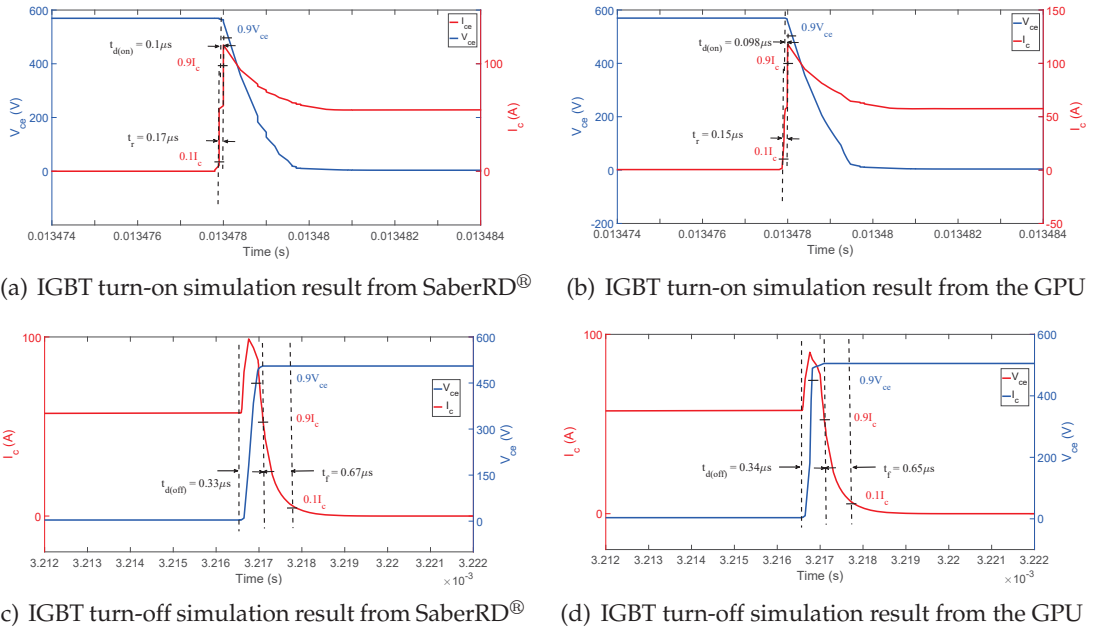 600
400
200
0
-200
V_ce (V)
0.9V_ce
t_d(on) = 0.1μs
0.9I_c
t_r = 0.17μs
0.1I_c
I_ce
V_ce
100
0
I_c (A)
0.013474 0.013476 0.013478 0.01348 0.013482 0.013484
Time (s)
(a) IGBT turn-on simulation result from SaberRD®
600
400
200
0
-200
V_ce (V)
0.9V_ce
t_d(on) = 0.098μs
0.9I_c
t_r = 0.15μs
0.1I_c
V_ce
I_c
150
100
50
0
-50
I_c (A)
0.013474 0.013476 0.013478 0.01348 0.013482 0.013484
Time (s)
(b) IGBT turn-on simulation result from the GPU
100
0
I_c (A)
0.9V_ce
0.9I_c
t_d(off) = 0.33μs
t_f = 0.67μs
0.1I_c
V_ce
I_c
600
450
300
150
0
V_ce (V)
3.212 3.213 3.214 3.215 3.216 3.217 3.218 3.219 3.22 3.221 3.222
Time (s)
×10⁻³
c) IGBT turn-off simulation result from SaberRD®
100
0
I_c (A)
0.9V_ce
0.9I_c
t_d(off) = 0.34μs
t_f = 0.65μs
0.1I_c
V_ce
I_c
600
400
200
0
V_ce (V)
3.212 3.213 3.214 3.215 3.216 3.217 3.218 3.219 3.22 3.221 3.222
Time (s)
×10⁻³
(d) IGBT turn-off simulation result from the GPU